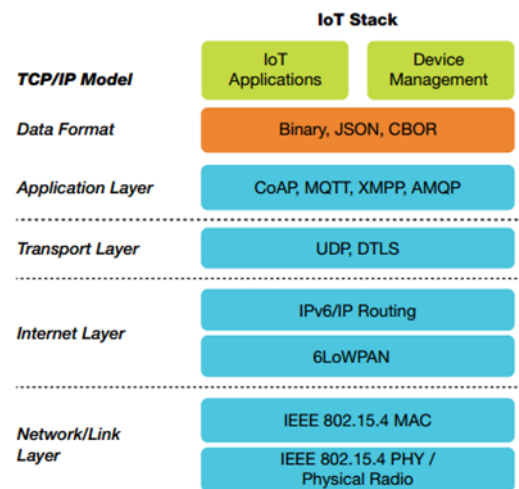 IoT Stack
TCP/IP Model
IoT
Applications
Device
Management
Data Format
Binary, JSON, CBOR
Application Layer
CoAP, MQTT, XMPP, AMQP
Transport Layer
UDP, DTLS
Internet Layer
IPv6/IP Routing
6LoWPAN
Network/Link
Layer
IEEE 802.15.4 MAC
IEEE 802.15.4 PHY /
Physical Radio